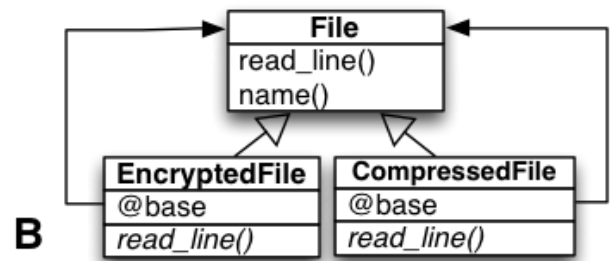 File
read_line()
name()
EncryptedFile
@base
read_line()
CompressedFile
@base
read_line()
B